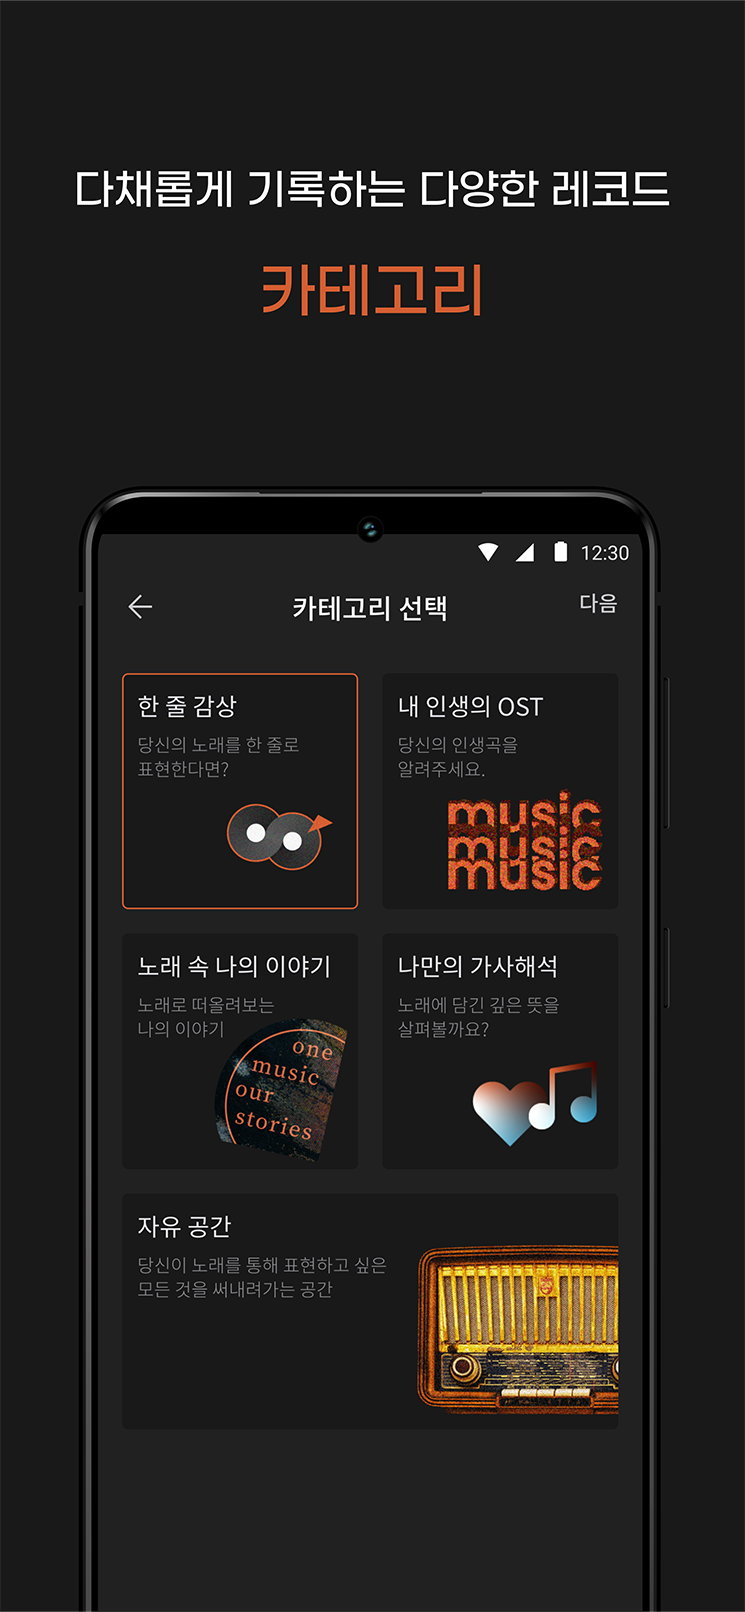 다채롭게 기록하는 다양한 레코드
카테고리
12:30
카테고리 선택
다음
한 줄 감상
당신의 노래를 한 줄로
표현한다면?
내 인생의 OST
당신의 인생곡을
알려주세요.
music
music
music
노래 속 나의 이야기
노래로 떠올려보는
나의 이야기
one
music
our
stories
나만의 가사해석
노래에 담긴 깊은 뜻을
살펴볼까요?
자유 공간
당신이 노래를 통해 표현하고 싶은
모든 것을 써내려가는 공간